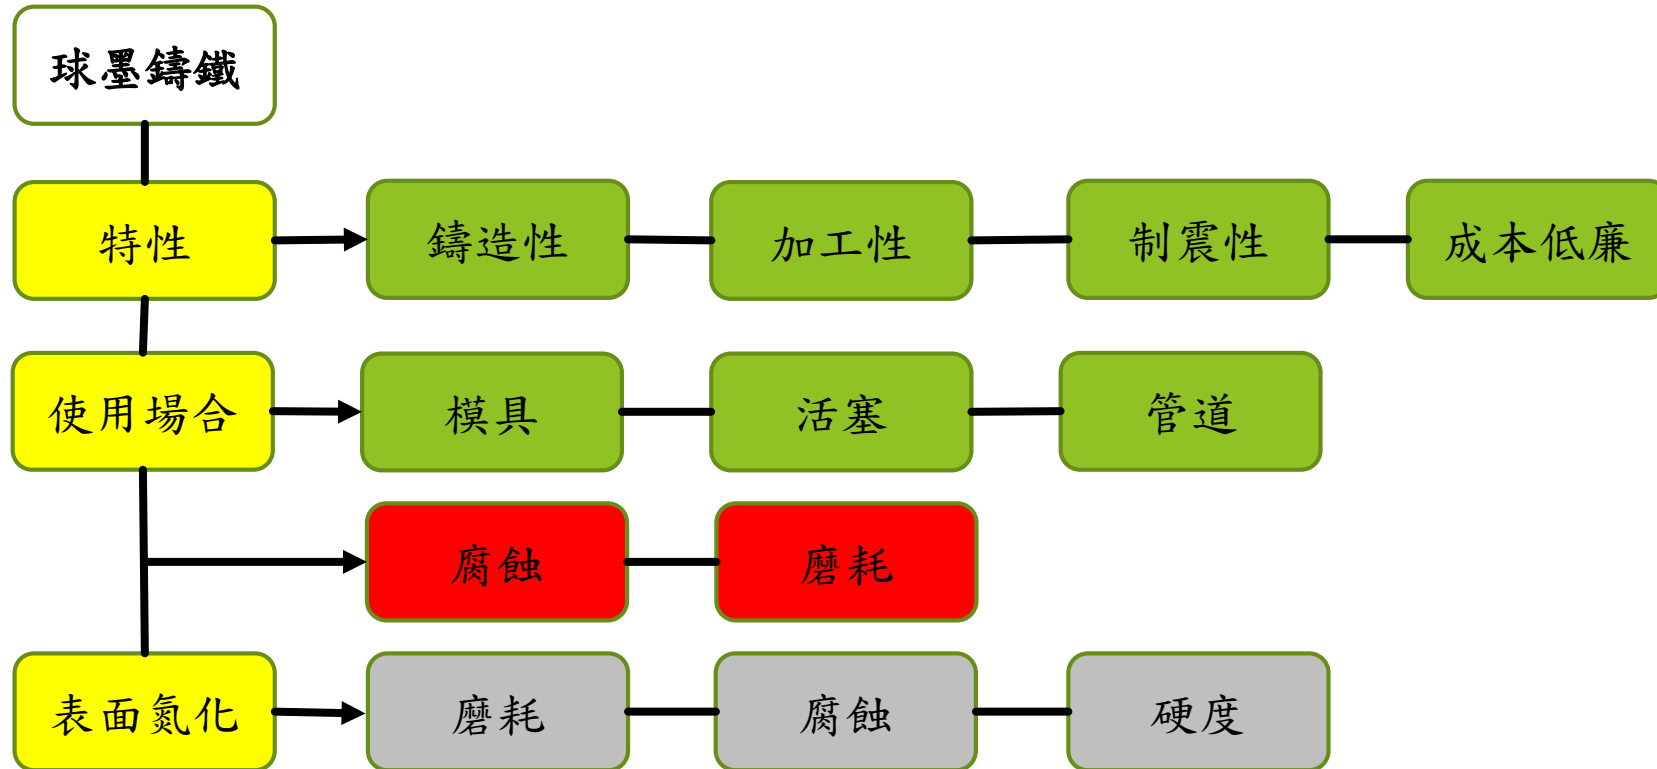 球墨鑄鐵
特性
鑄造性
加工性
制震性
成本低廉
使用場合
模具
活塞
管道
腐蝕
磨耗
表面氮化
磨耗
腐蝕
硬度